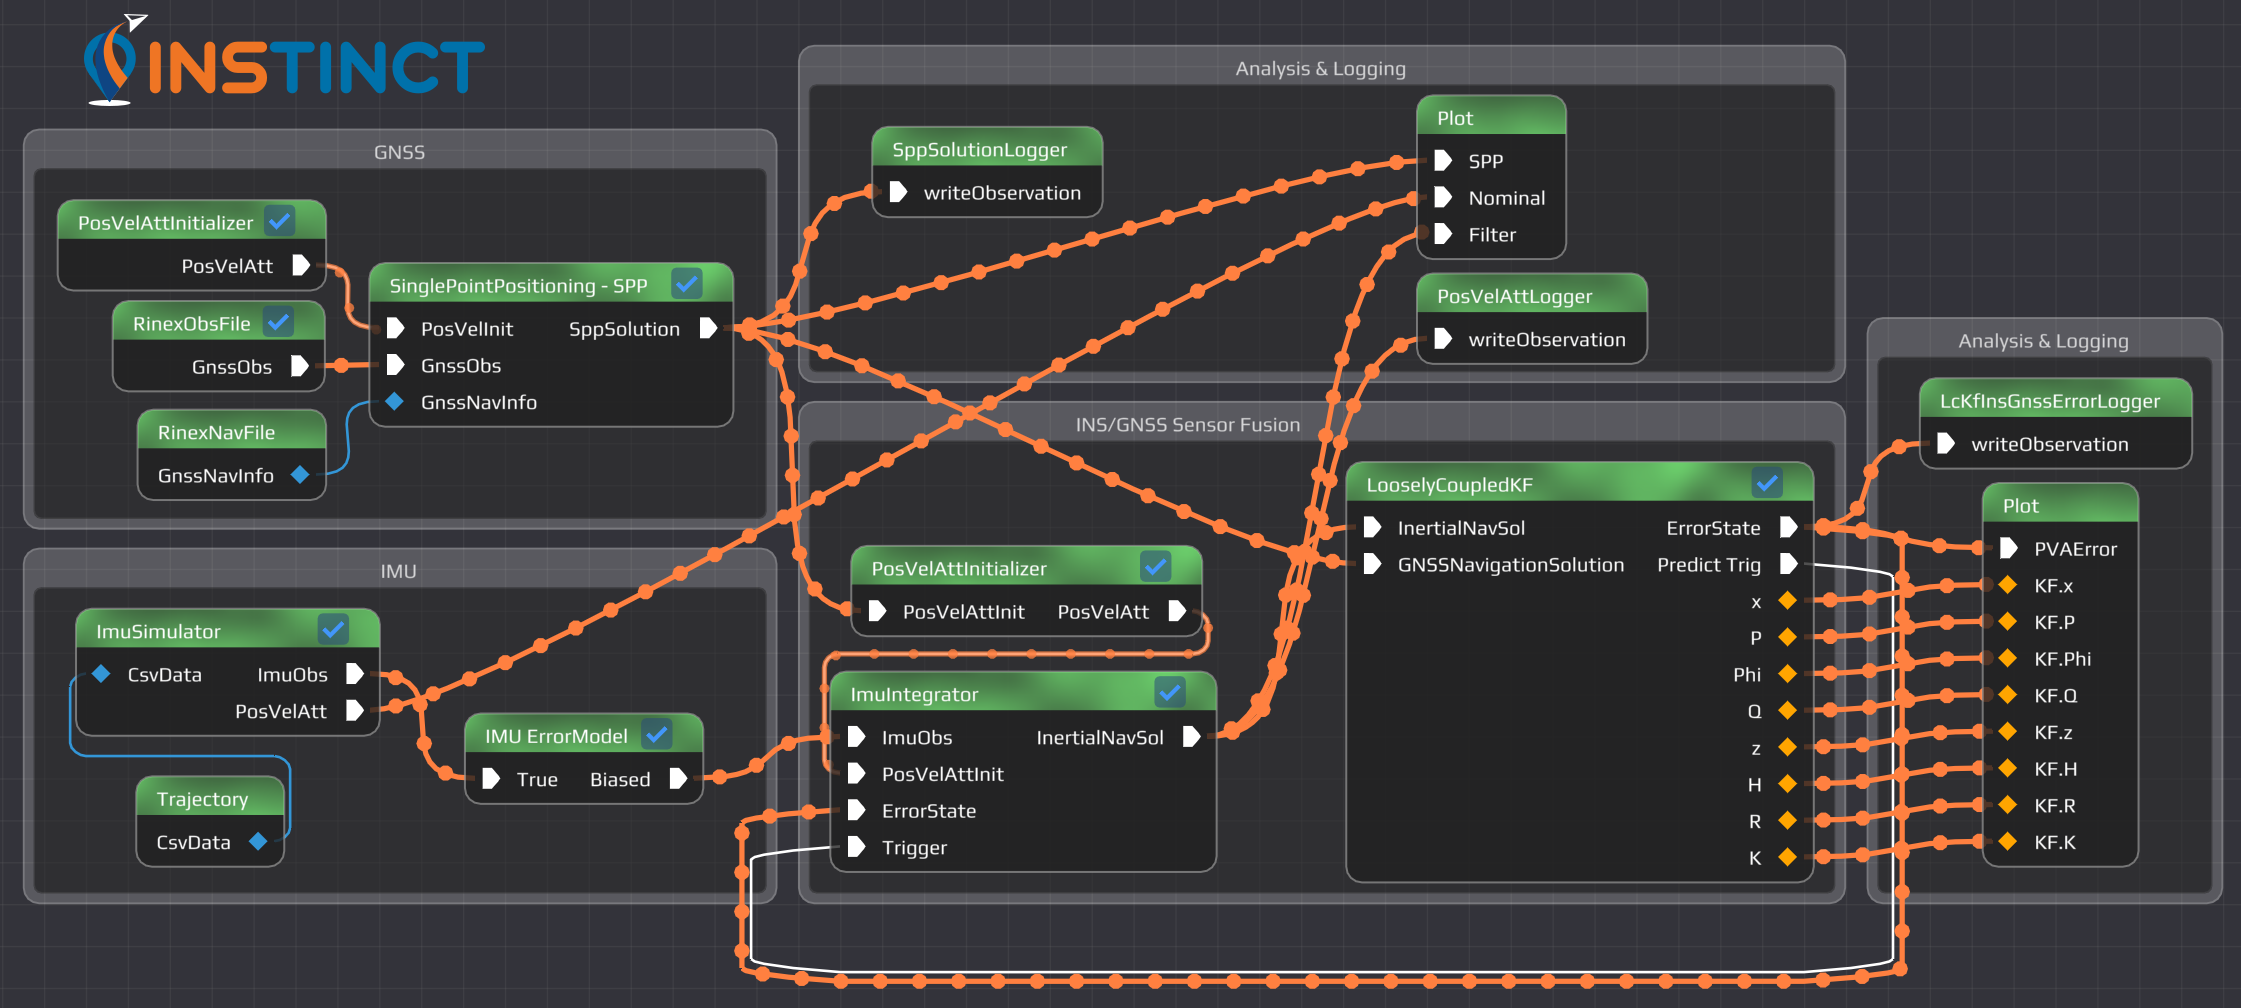 INSTINCT
GNSS
PosVelAttInitializer
PosVelAtt
RinexObsFile
GnssObs
RinexNavFile
GnssNavInfo
SinglePointPositioning - SPP
PosVelInit SppSolution
GnssObs
GnssNavInfo
IMU
ImuSimulator
CsvData ImuObs
PosVelAtt
Trajectory
CsvData
IMU ErrorModel
True Biased
Analysis & Logging
SppSolutionLogger
writeObservation
Plot
SPP
Nominal
Filter
PosVelAttLogger
writeObservation
INS/GNSS Sensor Fusion
PosVelAttInitializer
PosVelAttInit PosVelAtt
ImuIntegrator
ImuObs InertialNavSol
PosVelAttInit
ErrorState
Trigger
LooselyCoupledKF
InertialNavSol ErrorState
GNSSNavigationSolution Predict Trig
x
P
Phi
Q
z
H
R
K
Analysis & Logging
LcKfInsGnssErrorLogger
writeObservation
Plot
PVAError
KF.x
KF.P
KF.Phi
KF.Q
KF.z
KF.H
KF.R
KF.K